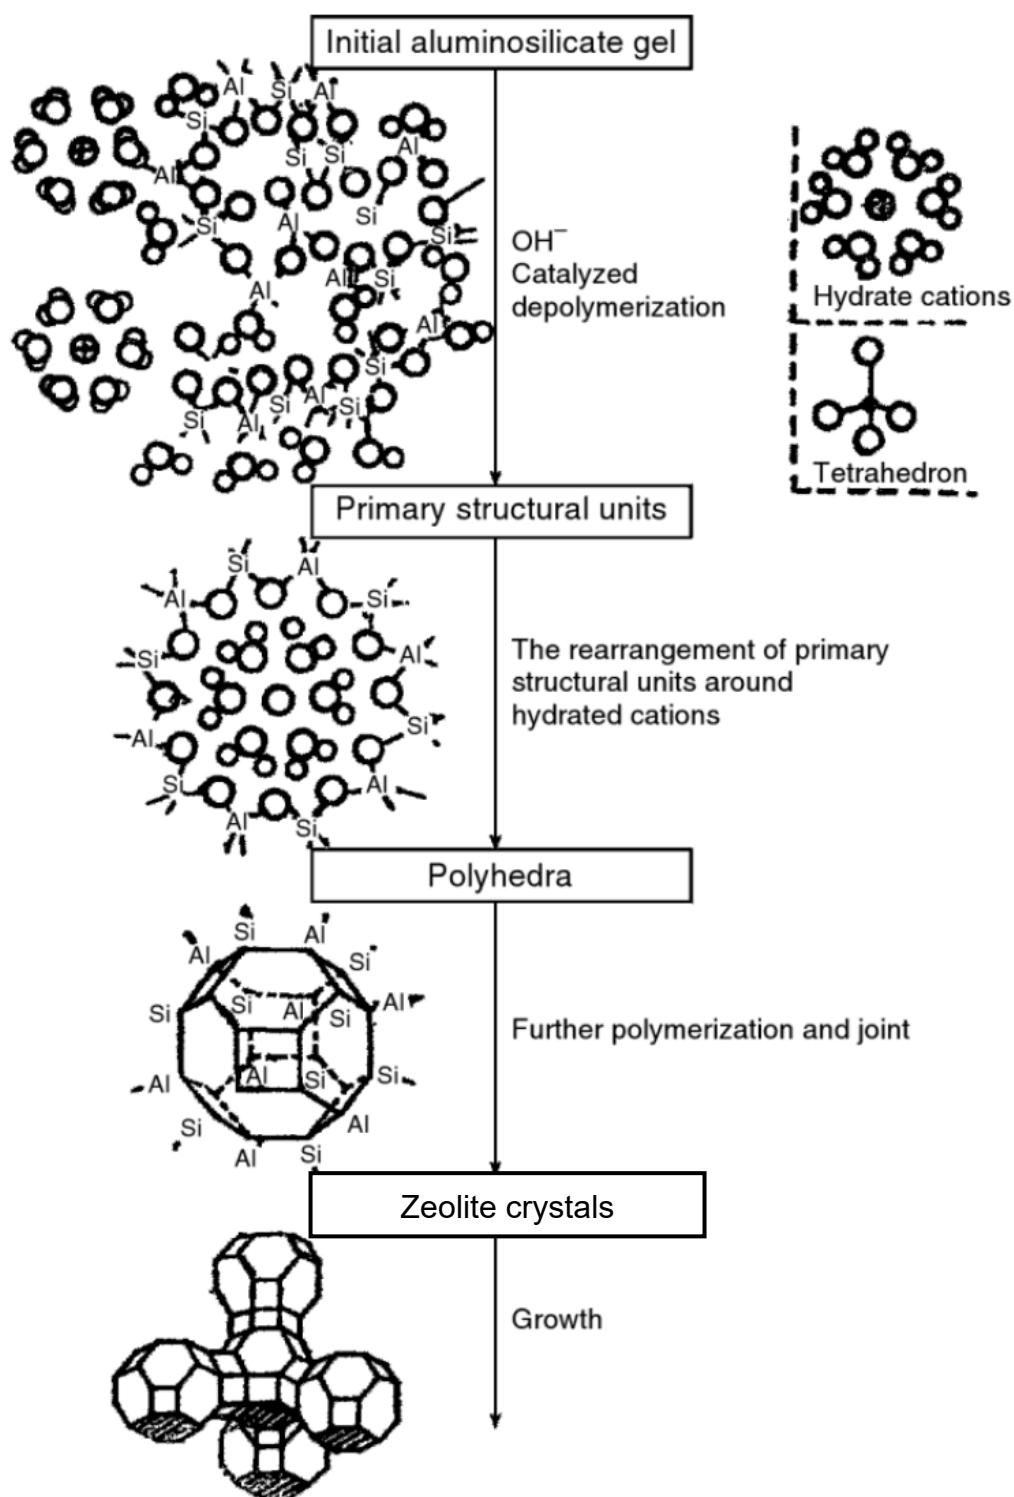 Initial aluminosilicate gel
Al Si Al
Si
Si Si Al
Al
Si
Si Al Si
Al Si
Al
Al
Si
Si Al Si
Si Al
OH⁻
Catalyzed
depolymerization
Hydrate cations
Tetrahedron
Primary structural units
Si Al
Al Si
Si Al
Al Si
Si Al
Al Si
The rearrangement of primary
structural units around
hydrated cations
Polyhedra
Si Al
Al Si
Si Si Al Si Al
Al Al Si Si
Si Al
Al Si
Further polymerization and joint
Zeolite crystals
Growth